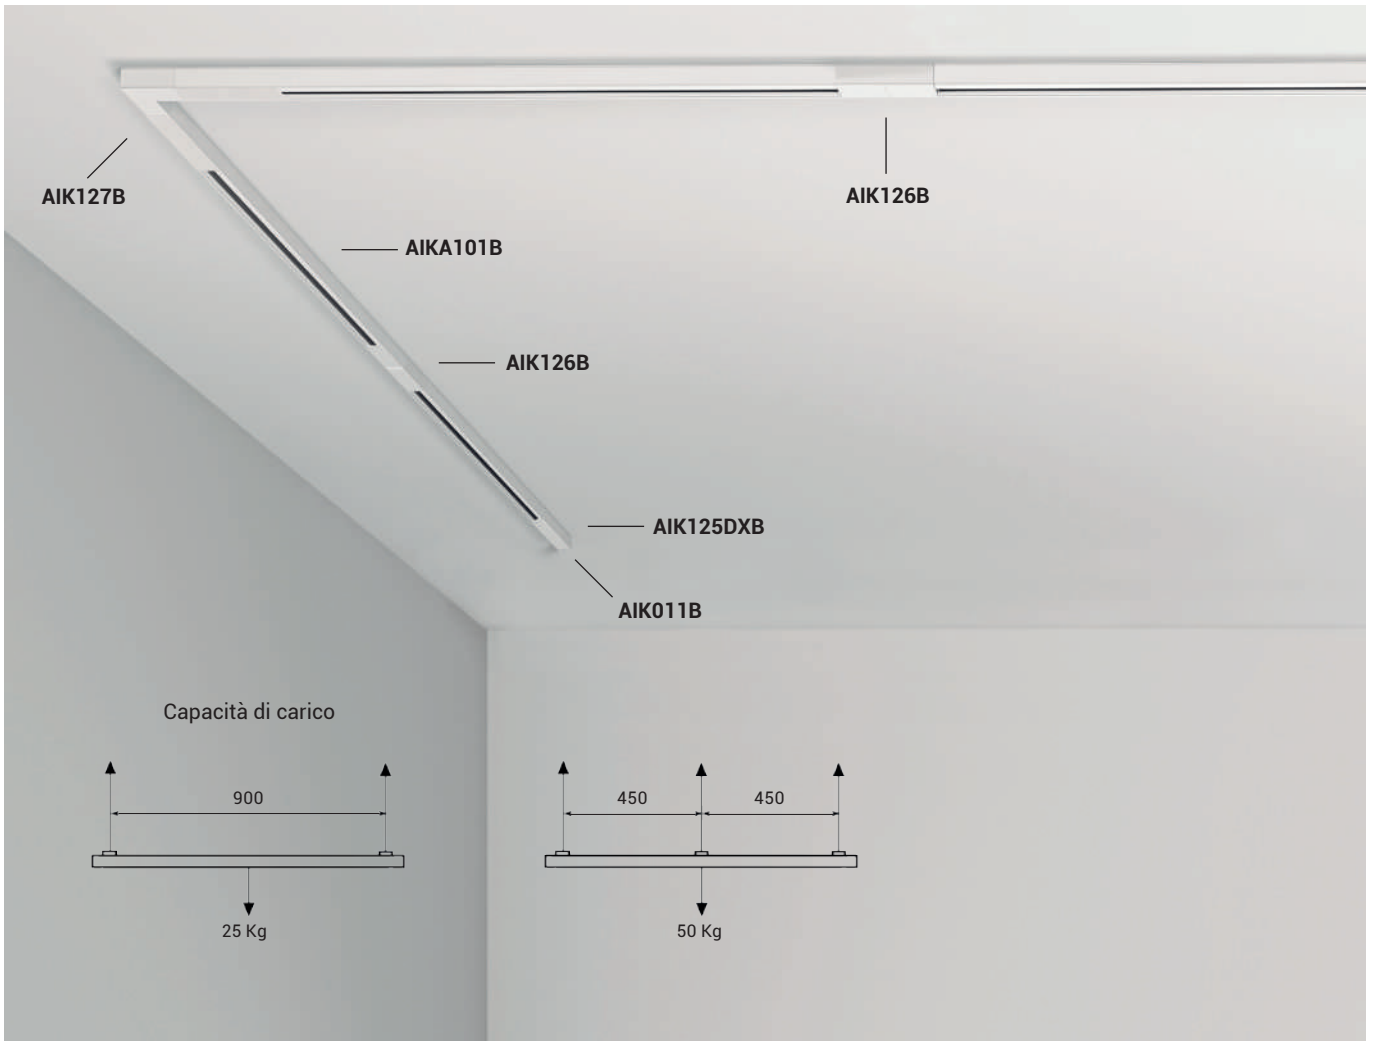 AIK127B
AIK126B
AIKA101B
AIK126B
AIK125DXB
AIK011B
Capacità di carico
900
450
450
25 Kg
50 Kg